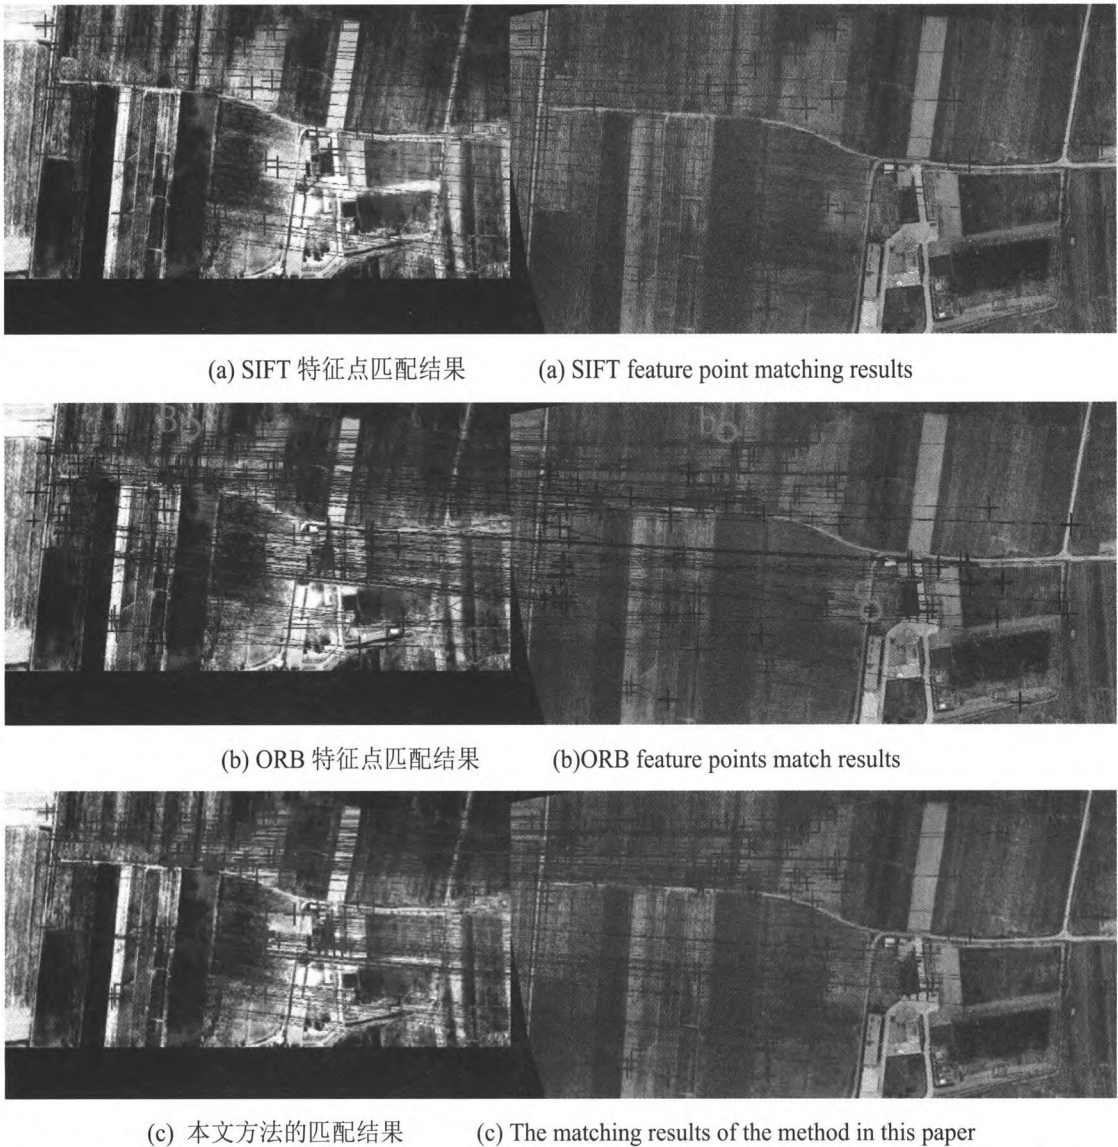 (a) SIFT 特征点匹配结果 (a) SIFT feature point matching results
B
b
(b) ORB 特征点匹配结果 (b)ORB feature points match results
(c) 本文方法的匹配结果 (c) The matching results of the method in this paper